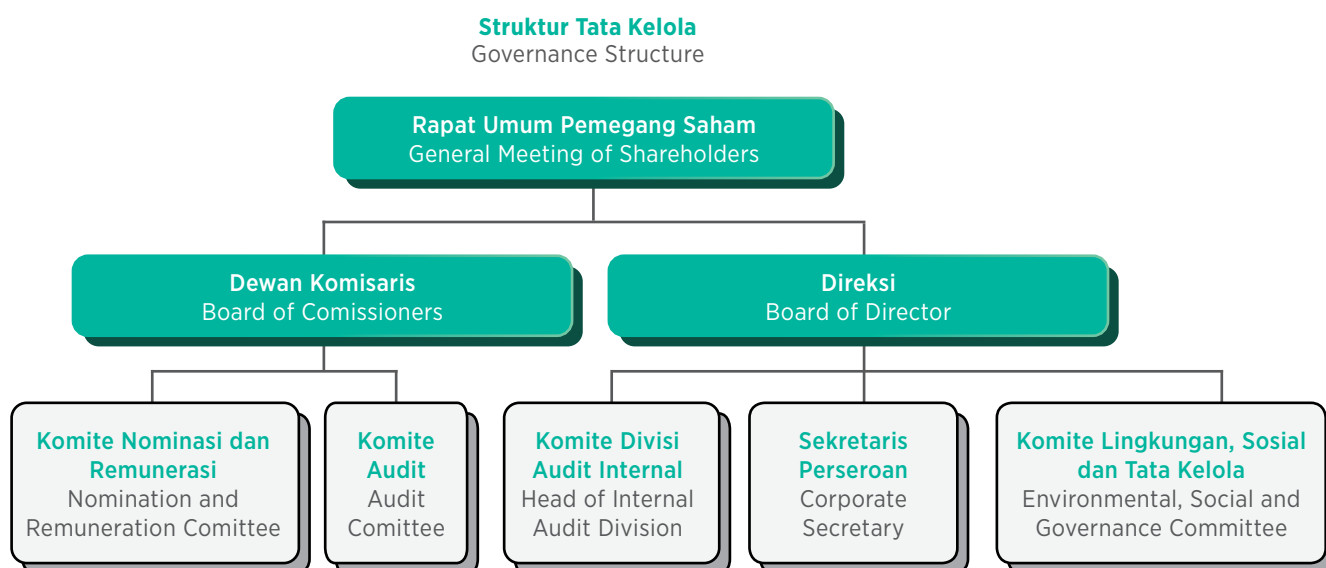 Struktur Tata Kelola
Governance Structure
Rapat Umum Pemegang Saham
General Meeting of Shareholders
Dewan Komisaris
Board of Comissioners
Direksi
Board of Director
Komite Nominasi dan
Remunerasi
Nomination and
Remuneration Comittee
Komite
Audit
Audit
Comittee
Komite Divisi
Audit Internal
Head of Internal
Audit Division
Sekretaris
Perseroan
Corporate
Secretary
Komite Lingkungan, Sosial
dan Tata Kelola
Environmental, Social and
Governance Committee